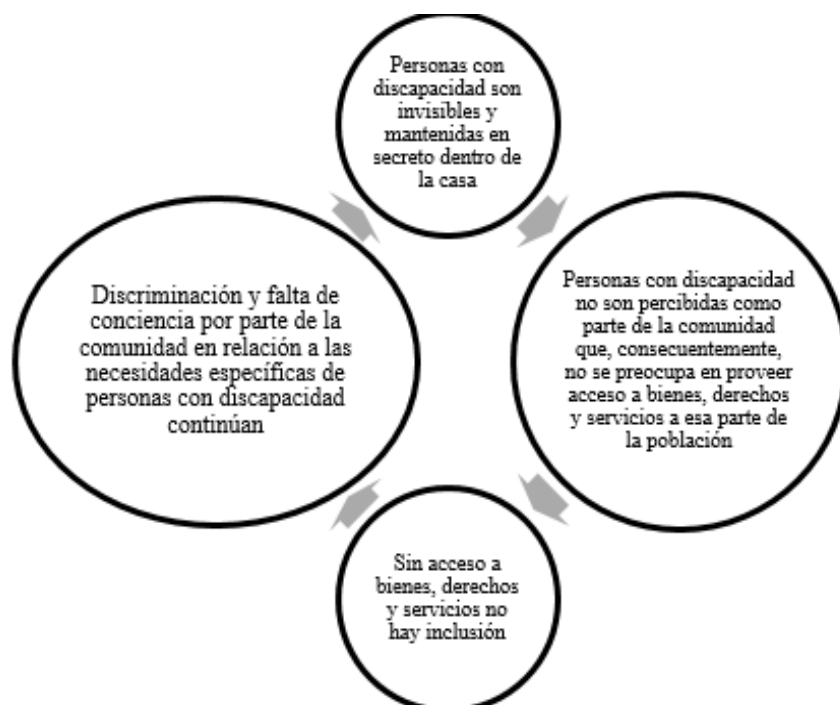 Personas con
discapacidad son
invisibles y
mantenidas en
secreto dentro de
la casa
Personas con discapacidad
no son percibidas como
parte de la comunidad
que, consecuentemente,
no se preocupa en proveer
acceso a bienes, derechos
y servicios a esa parte de
la población
Sin acceso a
bienes, derechos
y servicios no
hay inclusión
Discriminación y falta de
conciencia por parte de la
comunidad en relación a las
necesidades específicas de
personas con discapacidad
continúan